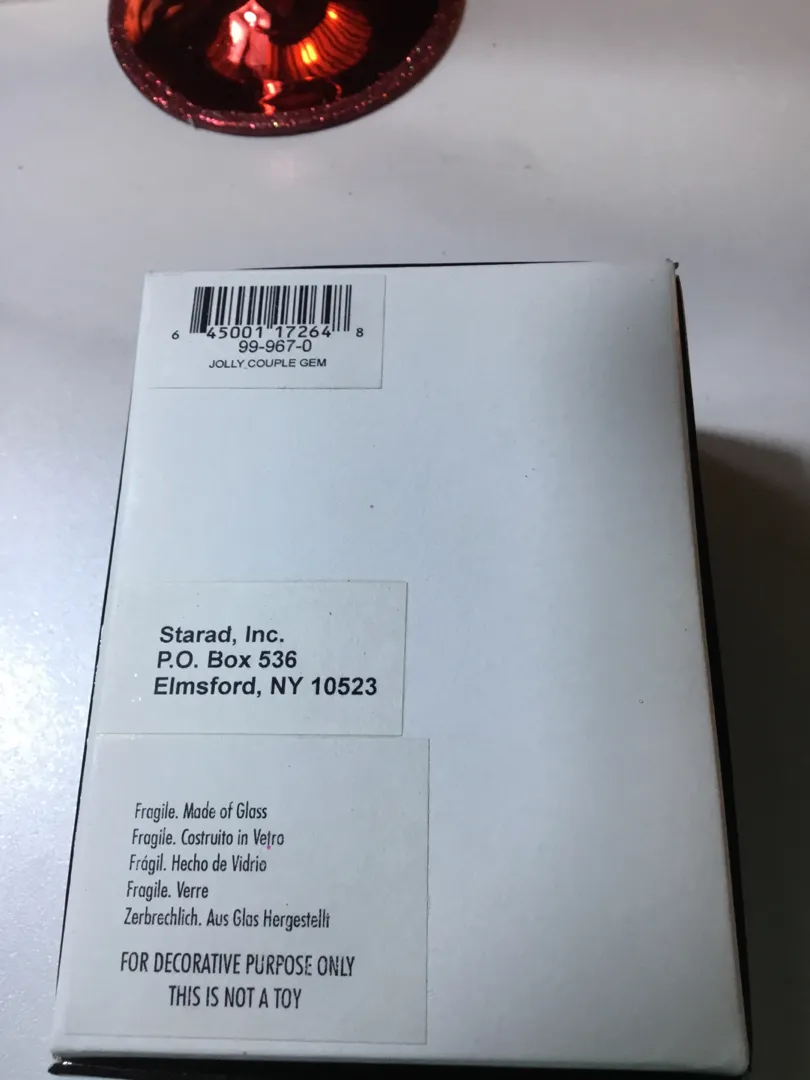 6 45001 17264 8
99-967-0
JOLLY COUPLE GEM
Starad, Inc.
P.O. Box 536
Elmsford, NY 10523
Fragile. Made of Glass
Fragile. Costruito in Vetro
Frágil. Hecho de Vidrio
Fragile. Verre
Zerbrechlich. Aus Glas Hergestellt
FOR DECORATIVE PURPOSE ONLY
THIS IS NOT A TOY